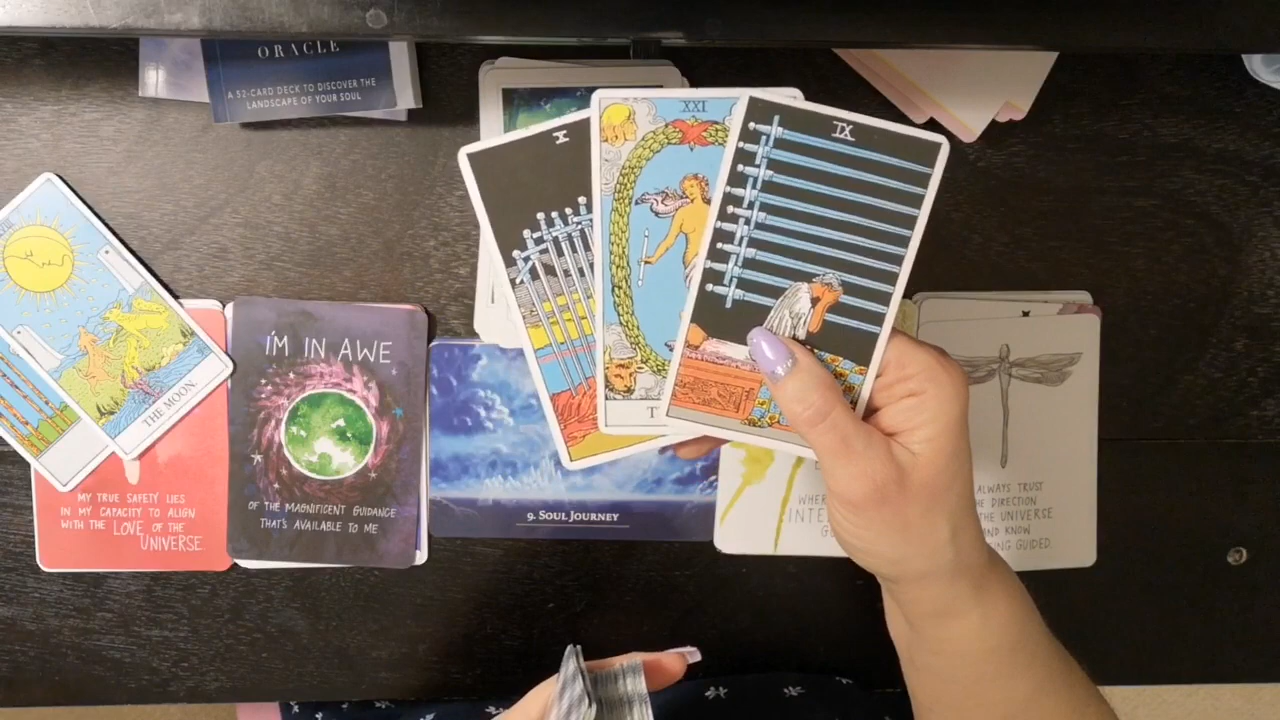 ORACLE
A 52-CARD DECK TO DISCOVER THE
LANDSCAPE OF YOUR SOUL
X
XXI
IX
T
THE MOON.
MY TRUE SAFETY LIES
IN MY CAPACITY TO ALIGN
WITH THE LOVE OF THE
UNIVERSE.
I'M IN AWE
OF THE MAGNIFICENT GUIDANCE
THAT'S AVAILABLE TO ME
9. SOUL JOURNEY
ALWAYS TRUST
THE DIRECTION
THE UNIVERSE
AND KNOW
GUIDED.